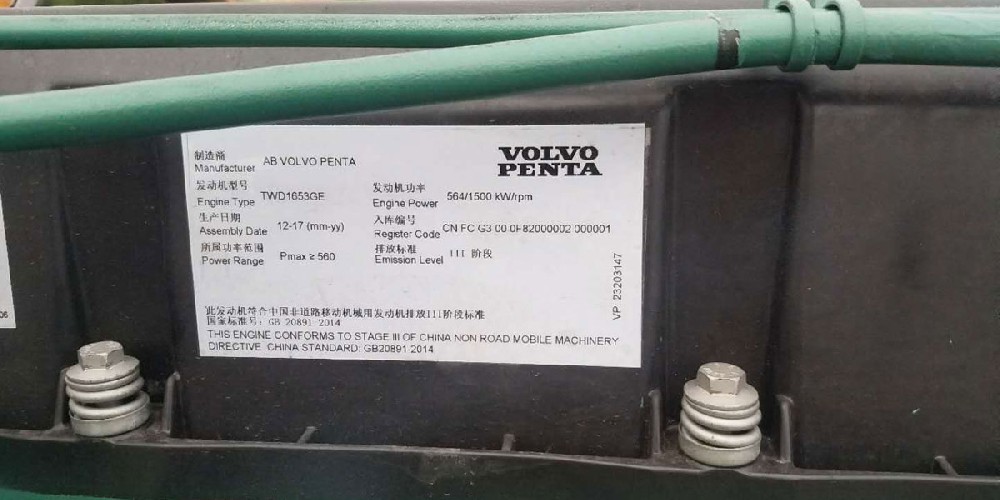 制造商
Manufacturer AB VOLVO PENTA
VOLVO
PENTA
发动机型号
Engine Type TWD1653GE
发动机功率
Engine Power 564/1500 kW/rpm
生产日期
Assembly Date 12-17 (mm-yy)
入库编号
Register Code CN FC G3 00 0F82000002 000001
所属功率范围
Power Range Pmax ≥ 560
排放标准
Emission Level III 阶段
VP 23203147
此发动机符合中国非道路移动机械用发动机排放III阶段标准
国家标准号: GB 20891-2014
THIS ENGINE CONFORMS TO STAGE III OF CHINA NON ROAD MOBILE MACHINERY
DIRECTIVE, CHINA STANDARD: GB20891-2014
06